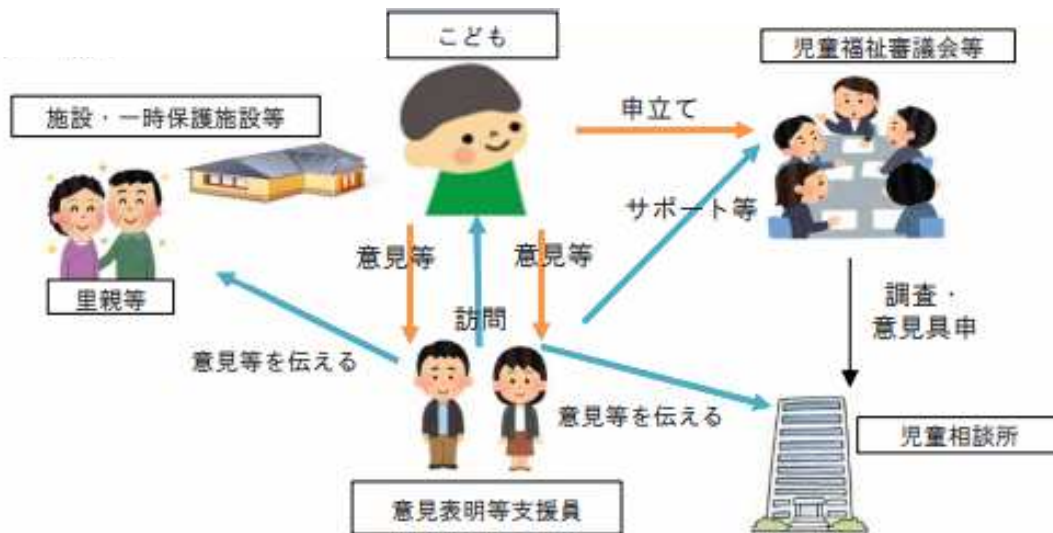 こども
児童福祉審議会等
施設・一時保護施設等
申立て
サポート等
意見等
意見等
里親等
訪問
調査・
意見具申
意見等を伝える
意見等を伝える
児童相談所
意見表明等支援員